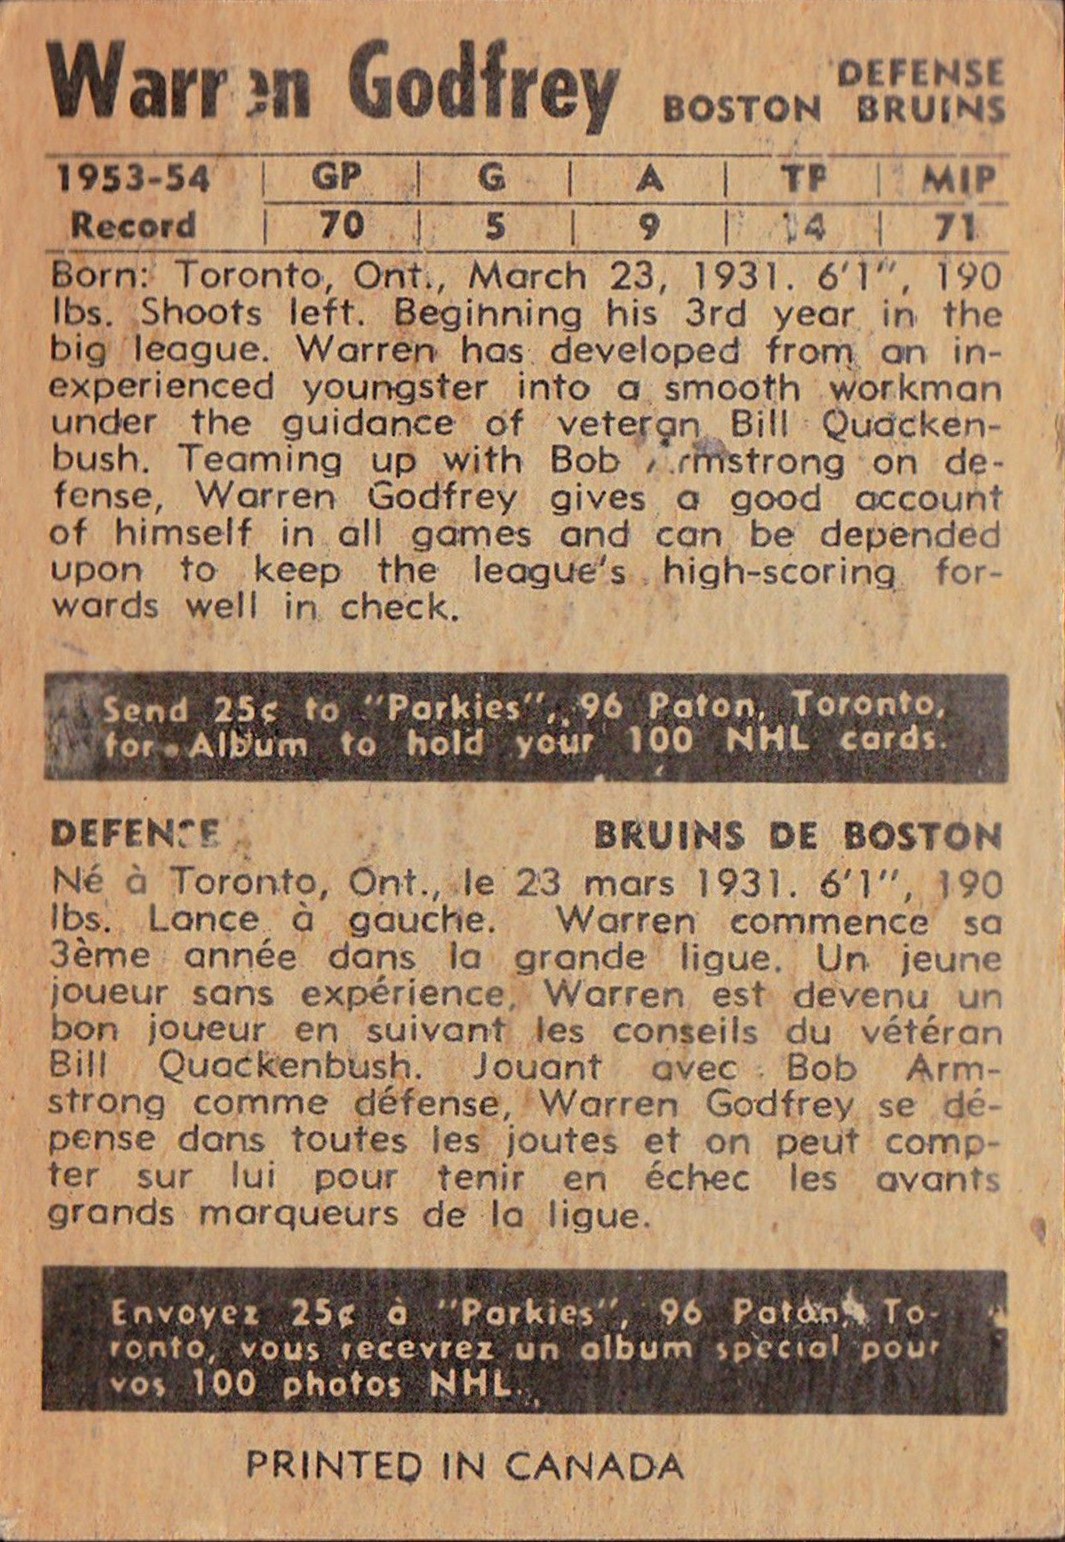 Warren Godfrey DEFENSE
BOSTON BRUINS
1953-54 GP G A TP MIP
Record 70 5 9 14 71
Born: Toronto, Ont., March 23, 1931. 6'1", 190
lbs. Shoots left. Beginning his 3rd year in the
big league. Warren has developed from an in-
experienced youngster into a smooth workman
under the guidance of veteran Bill Quacken-
bush. Teaming up with Bob Armstrong on de-
fense, Warren Godfrey gives a good account
of himself in all games and can be depended
upon to keep the league's high-scoring for-
wards well in check.
Send 25¢ to "Parkies", 96 Paton, Toronto,
for Album to hold your 100 NHL cards.
DEFENSE BRUINS DE BOSTON
Né à Toronto, Ont., le 23 mars 1931. 6'1", 190
lbs. Lance à gauche. Warren commence sa
3ème année dans la grande ligue. Un jeune
joueur sans expérience, Warren est devenu un
bon joueur en suivant les conseils du vétéran
Bill Quackenbush. Jouant avec Bob Arm-
strong comme défense, Warren Godfrey se dé-
pense dans toutes les joutes et on peut comp-
ter sur lui pour tenir en échec les avants
grands marqueurs de la ligue.
Envoyez 25¢ à "Parkies", 96 Paton, To-
ronto, vous recevrez un album spécial pour
vos 100 photos NHL.
PRINTED IN CANADA